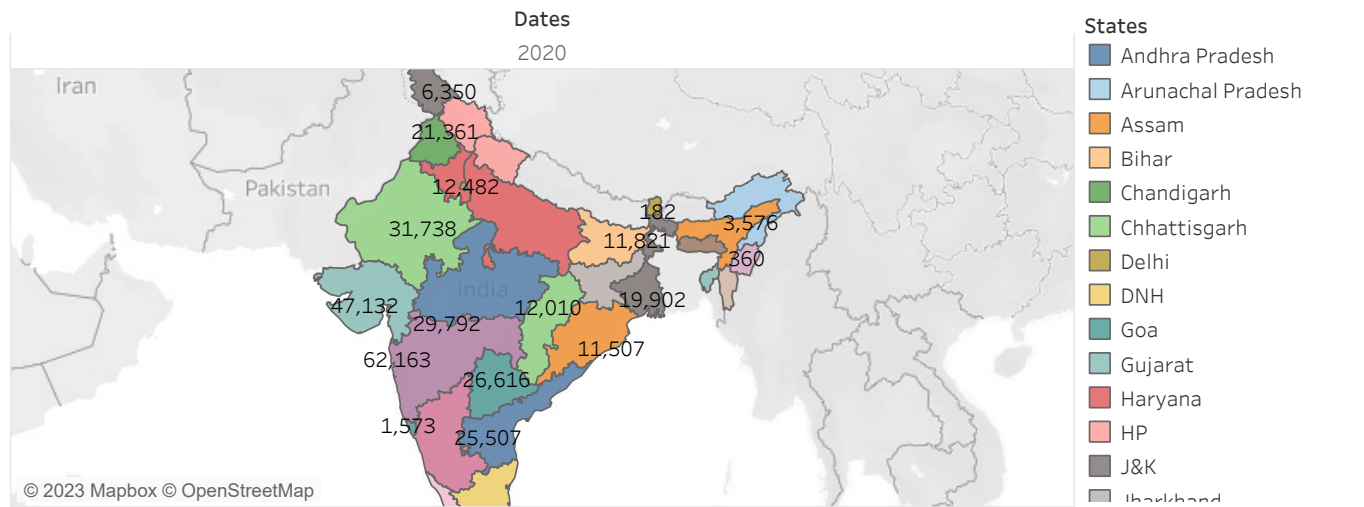 Dates
2020
Iran
Pakistan
India
6,350
21,361
12,482
31,738
182
3,576
11,821
360
47,132
12,010
19,902
29,792
11,507
62,163
26,616
1,573
25,507
© 2023 Mapbox © OpenStreetMap
States
Andhra Pradesh
Arunachal Pradesh
Assam
Bihar
Chandigarh
Chhattisgarh
Delhi
DNH
Goa
Gujarat
Haryana
HP
J&K
Jharkhand